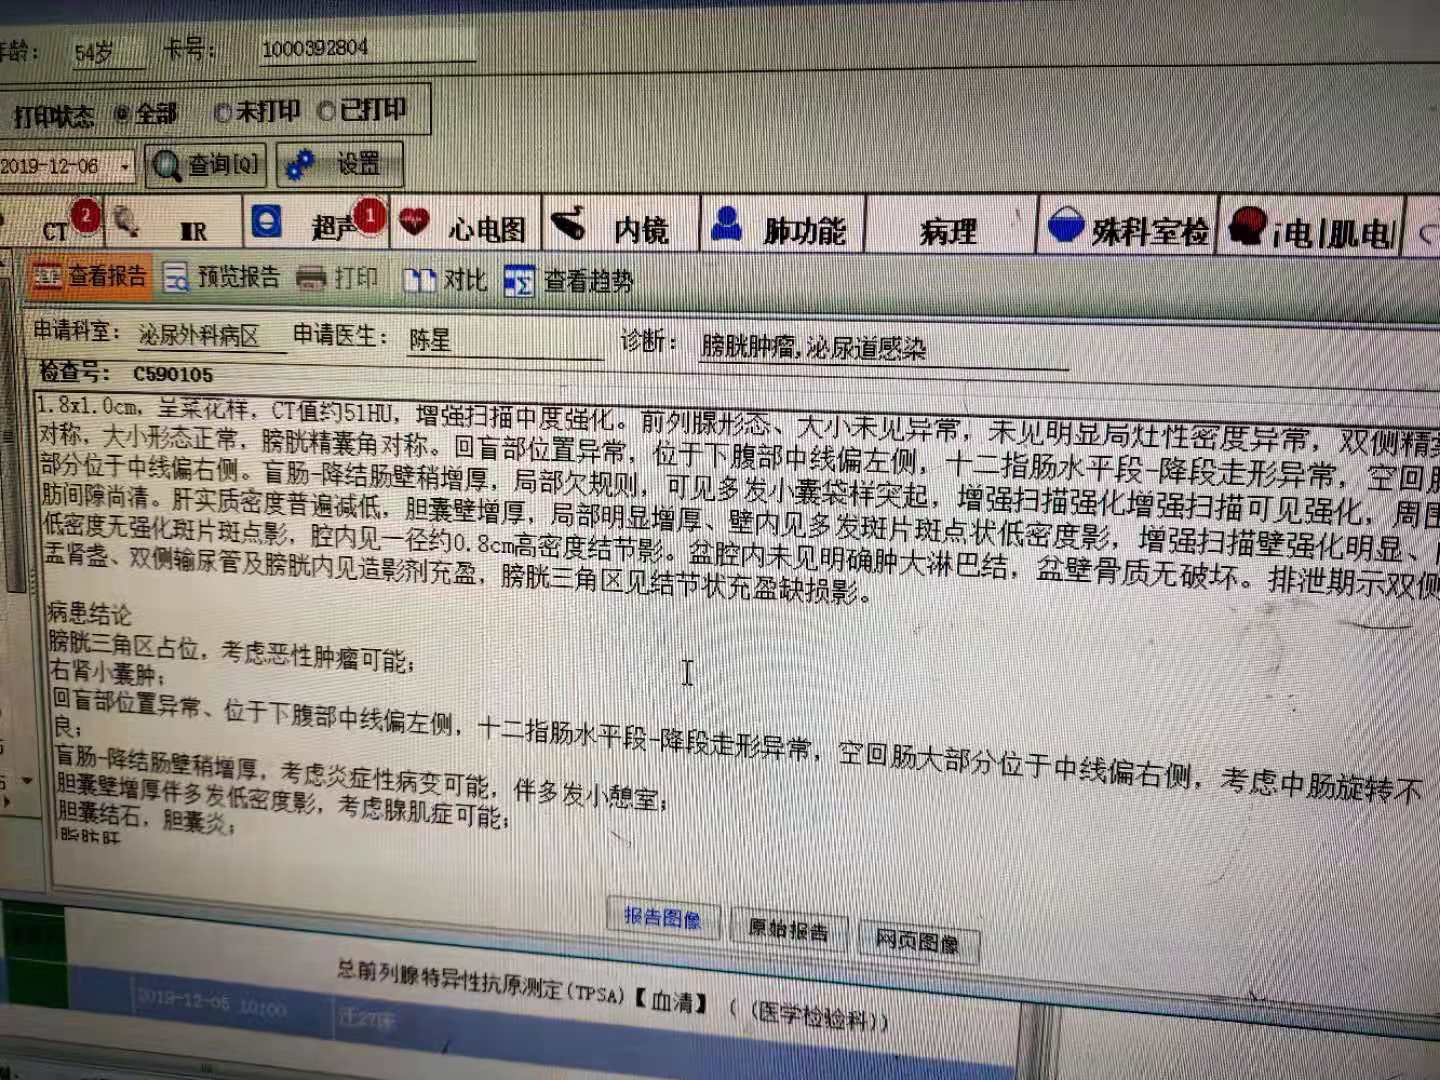 年龄： 54岁 卡号： 1000392804
打印状态 全部 未打印 已打印
2019-12-06 查询[Q] 设置
CT 2 MR 超声 1 心电图 内镜 肺功能 病理 殊科室检 电|肌电
查看报告 预览报告 打印 对比 查看趋势
申请科室： 泌尿外科病区 申请医生： 陈星 诊断： 膀胱肿瘤,泌尿道感染
检查号： C590105
1.8x1.0cm，呈菜花样，CT值约51HU，增强扫描中度强化。前列腺形态、大小未见异常，未见明显局灶性密度异常，双侧精囊
对称，大小形态正常，膀胱精囊角对称。回盲部位置异常，位于下腹部中线偏左侧，十二指肠水平段-降段走形异常，空回肠
部分位于中线偏右侧。盲肠-降结肠壁稍增厚，局部欠规则，可见多发小囊袋样突起，增强扫描强化增强扫描可见强化，周围
肪间隙尚清。肝实质密度普遍减低，胆囊壁增厚，局部明显增厚、壁内见多发斑片斑点状低密度影，增强扫描壁强化明显、
低密度无强化斑片斑点影，腔内见一径约0.8cm高密度结节影。盆腔内未见明确肿大淋巴结，盆壁骨质无破坏。排泄期示双侧
盂肾盏、双侧输尿管及膀胱内见造影剂充盈，膀胱三角区见结节状充盈缺损影。
病患结论
膀胱三角区占位，考虑恶性肿瘤可能；
右肾小囊肿；
回盲部位置异常、位于下腹部中线偏左侧，十二指肠水平段-降段走形异常，空回肠大部分位于中线偏右侧，考虑中肠旋转不
良；
盲肠-降结肠壁稍增厚，考虑炎症性病变可能，伴多发小憩室；
胆囊壁增厚伴多发低密度影，考虑腺肌症可能；
胆囊结石，胆囊炎；
脂肪肝
报告图像 原始报告 网页图像
总前列腺特异性抗原测定(TPSA)【血清】 ( (医学检验科))
2019-12-05 10:00